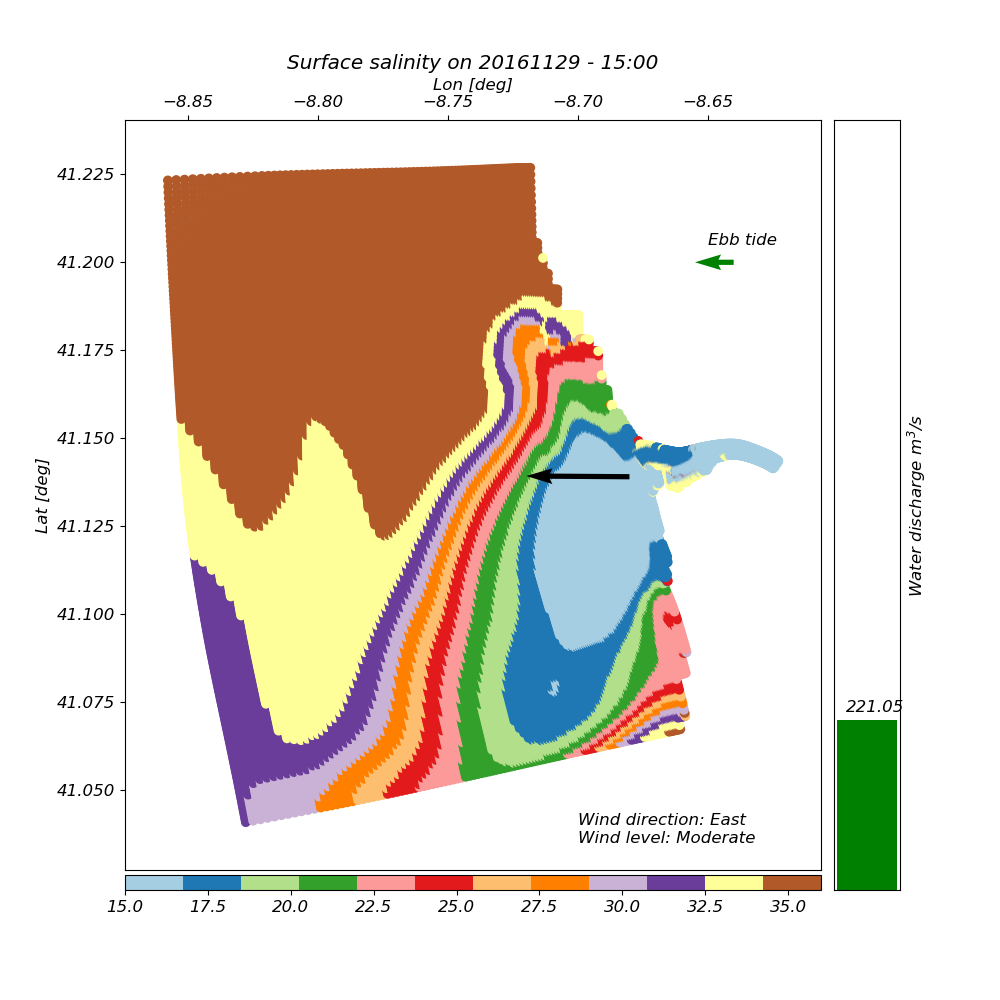 Surface salinity on 20161129 - 15:00
Lon [deg]
−8.85 −8.80 −8.75 −8.70 −8.65
41.225
41.200
41.175
41.150
41.125
41.100
41.075
41.050
Lat [deg]
Ebb tide
Wind direction: East
Wind level: Moderate
221.05
Water discharge m³/s
15.0 17.5 20.0 22.5 25.0 27.5 30.0 32.5 35.0